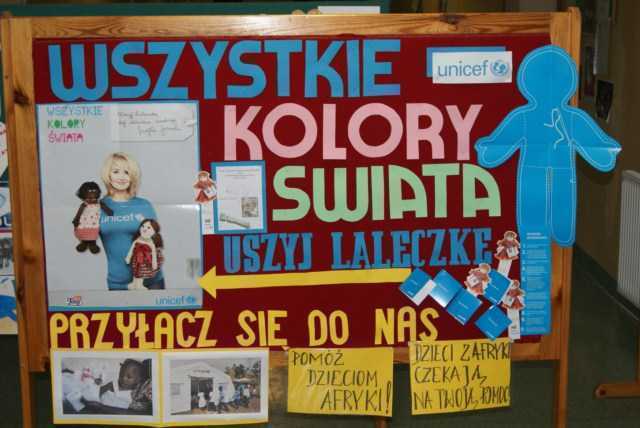 WSZYSTKIE
unicef
KOLORY
ŚWIATA
USZYJ LALECZKĘ
PRZYŁĄCZ SIĘ DO NAS
WSZYSTKIE
KOLORY
ŚWIATA
unicef
unicef
POMÓŻ
DZIECIOM
AFRYKI!
DZIECI Z AFRYKI
CZEKAJĄ
NA TWOJĄ POMOC